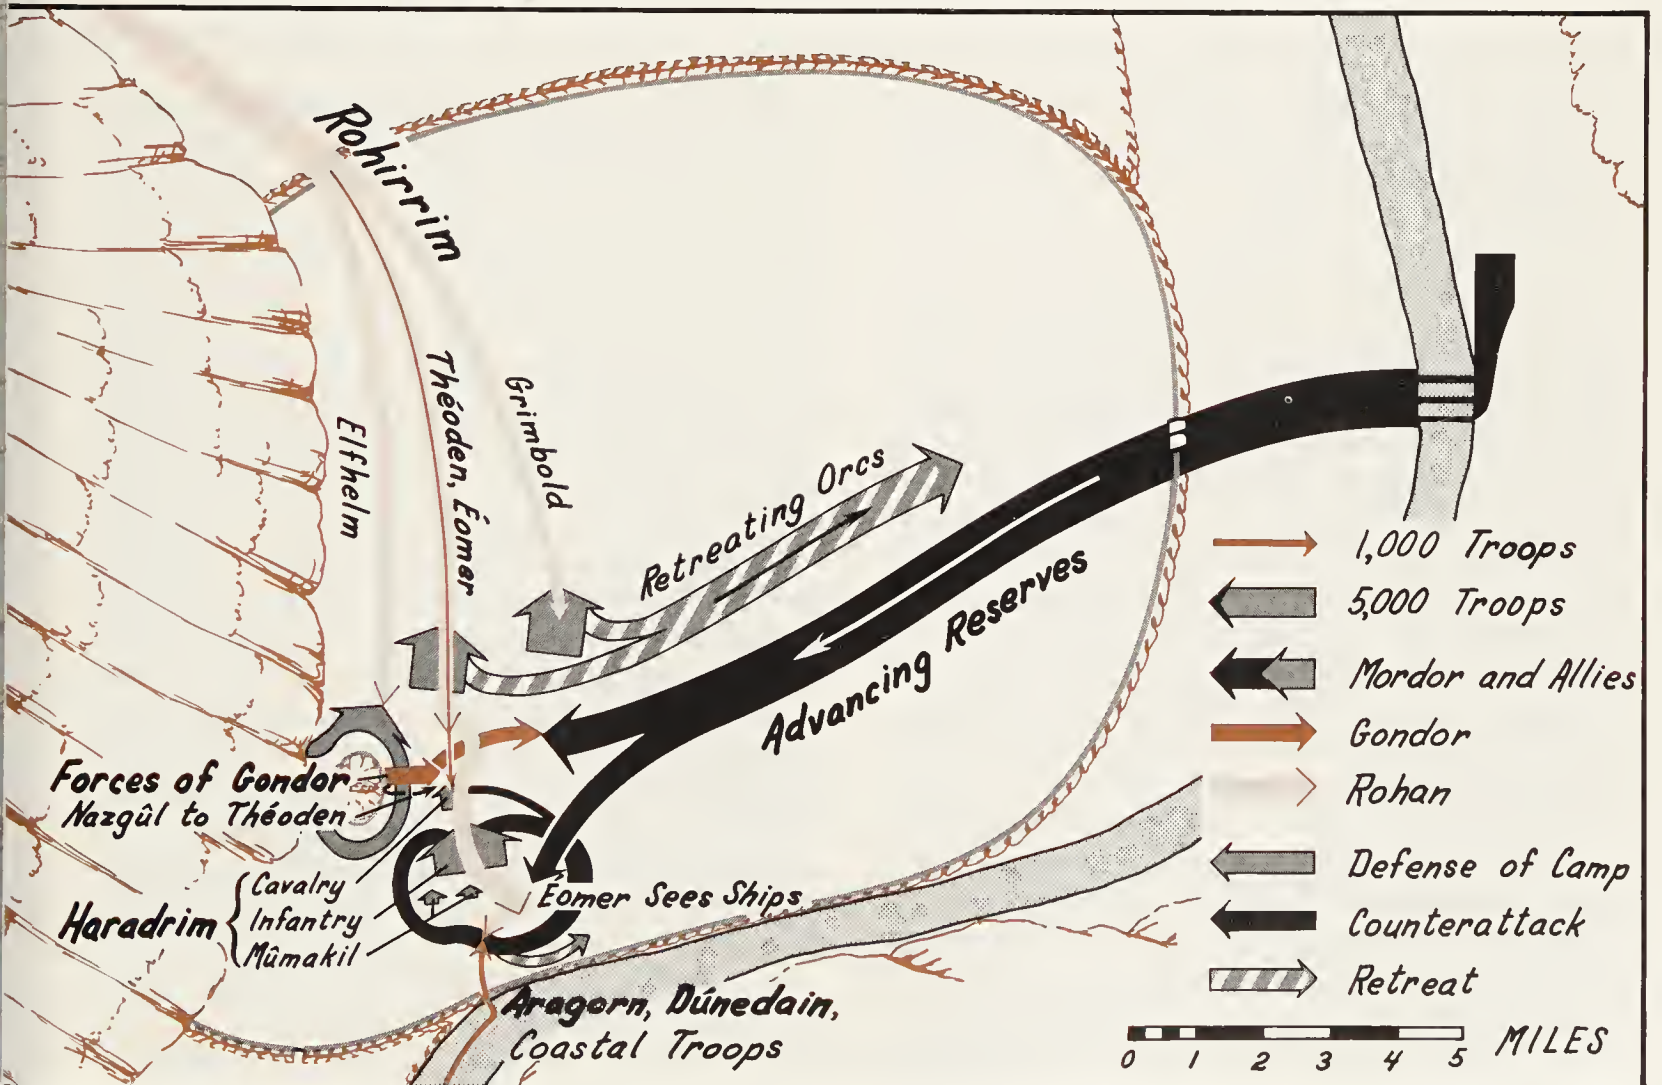 Rohirrim
Elfhelm
Théoden, Éomer
Grimbold
Retreating Orcs
Advancing Reserves
Forces of Gondor
Nazgûl to Théoden
Haradrim
Cavalry
Infantry
Mûmakil
Éomer Sees Ships
Aragorn, Dúnedain,
Coastal Troops
1,000 Troops
5,000 Troops
Mordor and Allies
Gondor
Rohan
Defense of Camp
Counterattack
Retreat
0 1 2 3 4 5 MILES